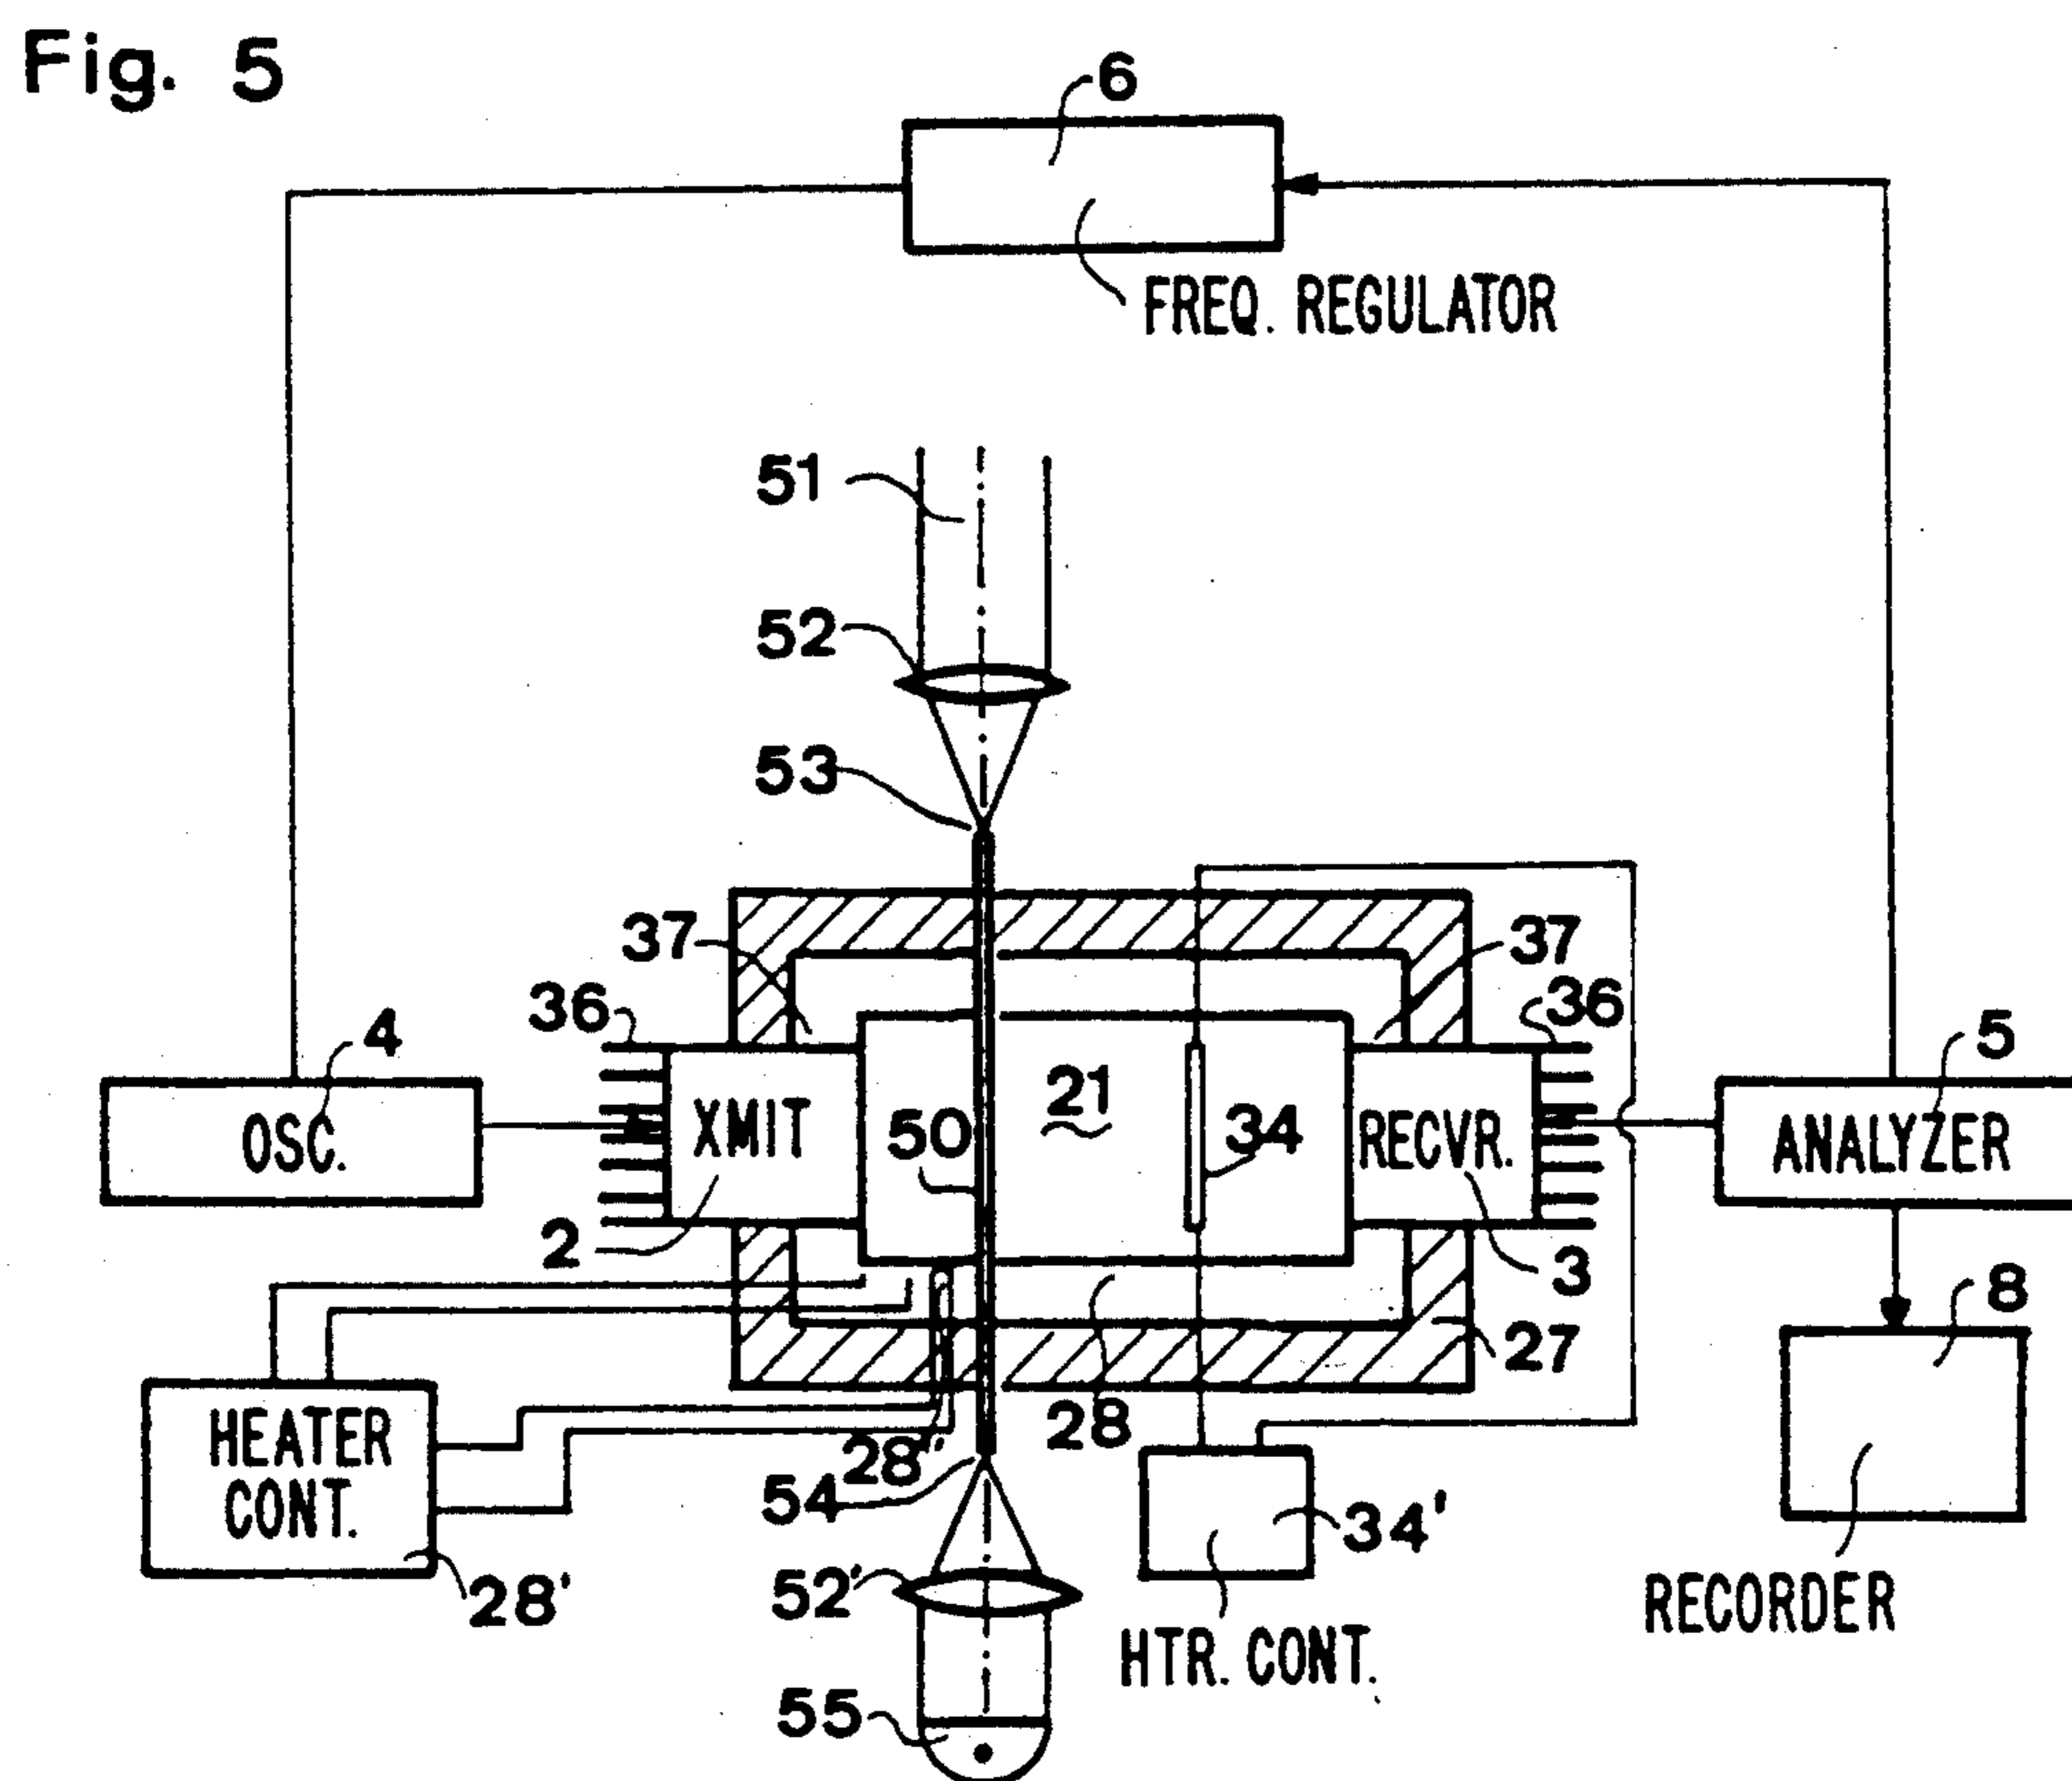 Fig. 5
6
FREQ. REGULATOR
51
52
53
37
37
36
36
4
5
OSC.
XMIT
50
21
34
RECVR.
ANALYZER
2
3
8
27
HEATER
CONT.
28''
28
54
34'
28'
52'
RECORDER
HTR. CONT.
55